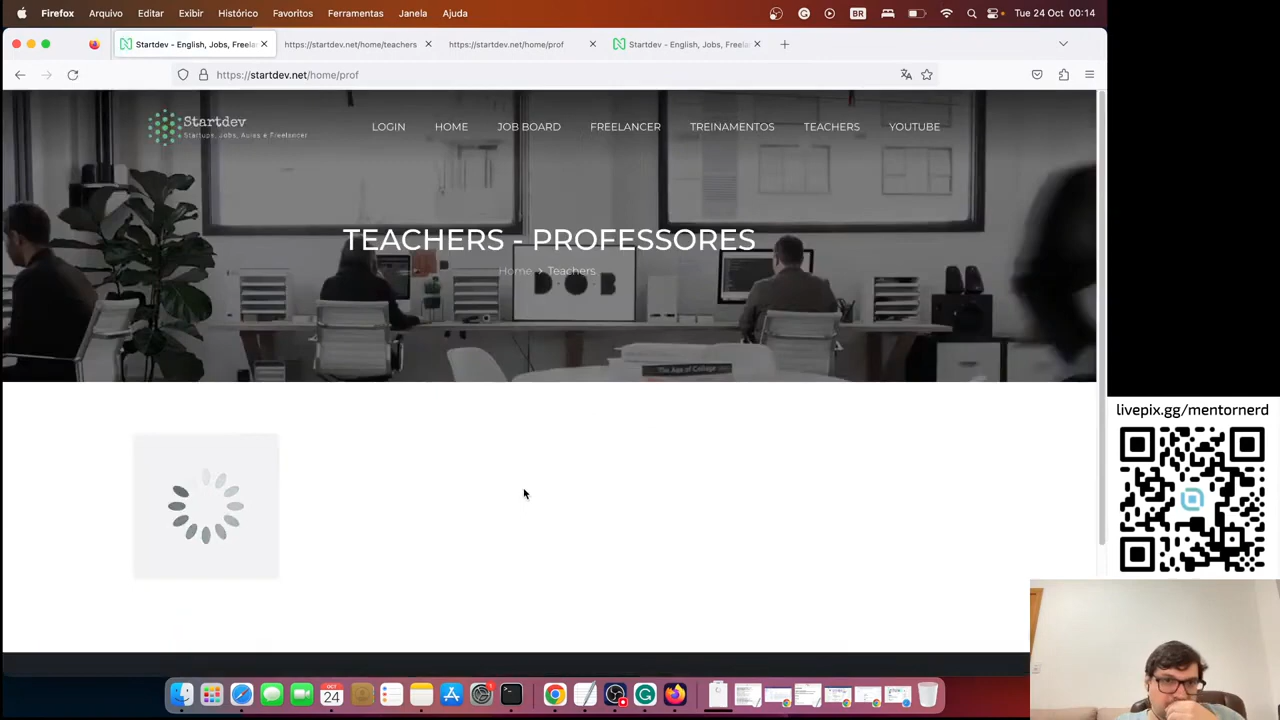 Firefox Arquivo Editar Exibir Histórico Favoritos Ferramentas Janela Ajuda BR Tue 24 Oct 00:14
Startdev - English, Jobs, Freela
https://startdev.net/home/teachers
https://startdev.net/home/prof
Startdev - English, Jobs, Freela
https://startdev.net/home/prof
Startdev
Startups, Jobs, Aulas e Freelancer
LOGIN HOME JOB BOARD FREELANCER TREINAMENTOS TEACHERS YOUTUBE
TEACHERS - PROFESSORES
Home > Teachers
livepix.gg/mentornerd
OCT
24